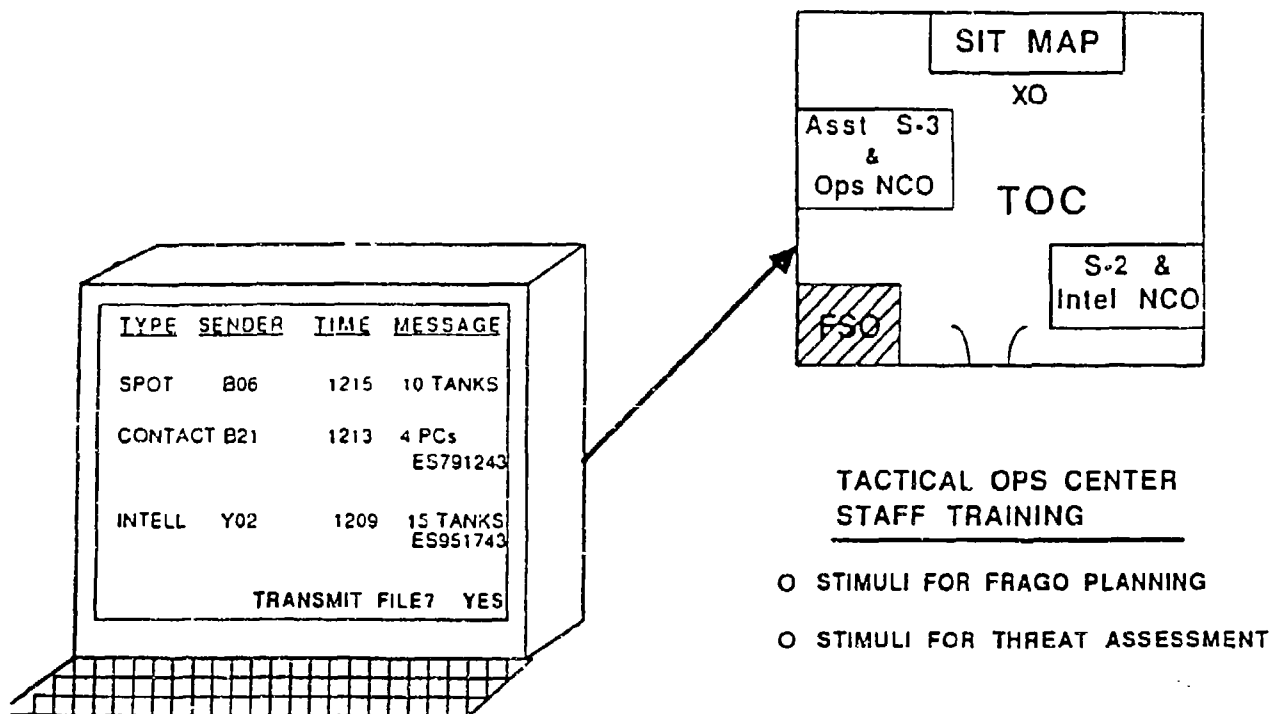 SIT MAP
XO
Asst S-3
&
Ops NCO
TOC
S-2 &
Intel NCO
FSO
TYPE SENDER TIME MESSAGE
SPOT B06 1215 10 TANKS
CONTACT B21 1213 4 PCs
ES791243
INTELL Y02 1209 15 TANKS
ES951743
TRANSMIT FILE? YES
TACTICAL OPS CENTER
STAFF TRAINING
O STIMULI FOR FRAGO PLANNING
O STIMULI FOR THREAT ASSESSMENT